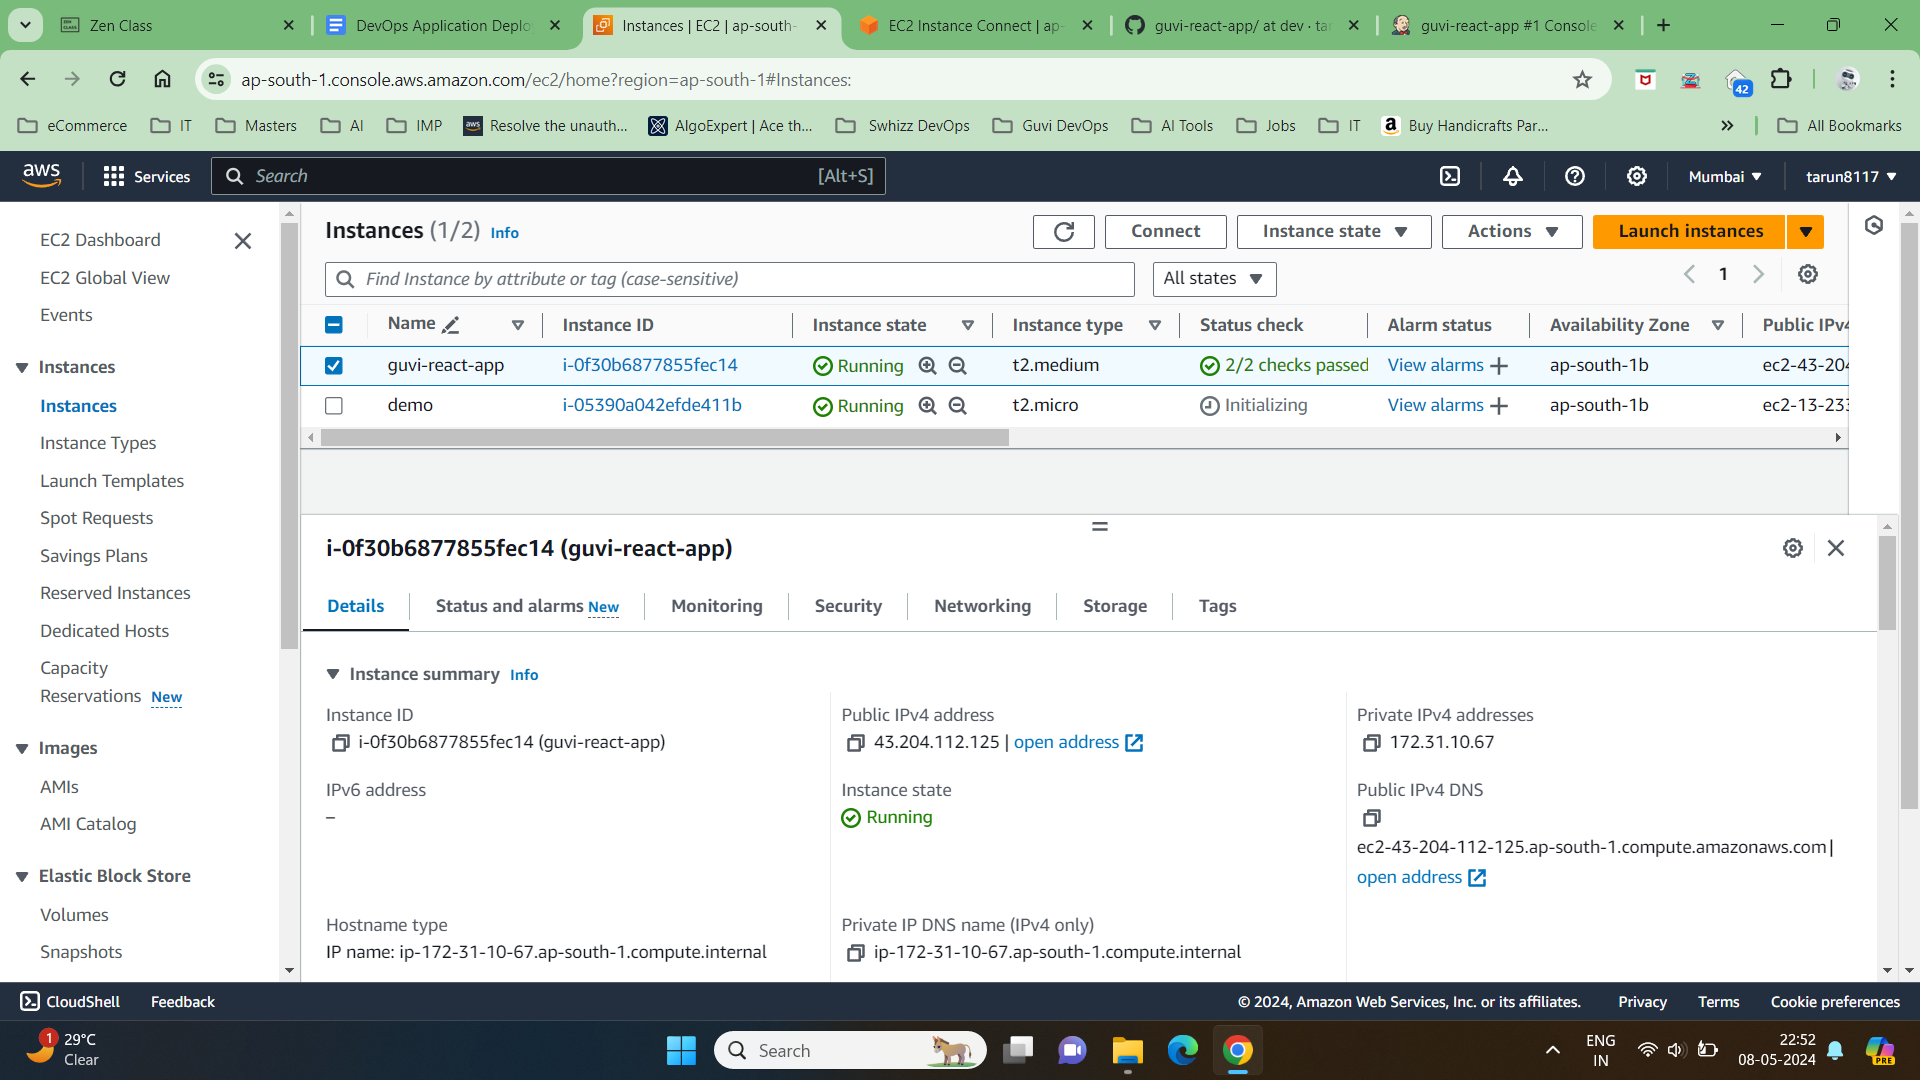 Zen Class
DevOps Application Deplo
Instances | EC2 | ap-south-
EC2 Instance Connect | ap-
guvi-react-app/ at dev · tar
guvi-react-app #1 Console
ap-south-1.console.aws.amazon.com/ec2/home?region=ap-south-1#Instances:
42
eCommerce
IT
Masters
AI
IMP
aws
Resolve the unauth...
AlgoExpert | Ace th...
Swhizz DevOps
Guvi DevOps
AI Tools
Jobs
IT
a
Buy Handicrafts Par...
All Bookmarks
aws
Services
Search
[Alt+S]
Mumbai
tarun8117
EC2 Dashboard
EC2 Global View
Events
Instances
Instances
Instance Types
Launch Templates
Spot Requests
Savings Plans
Reserved Instances
Dedicated Hosts
Capacity
Reservations New
Images
AMIs
AMI Catalog
Elastic Block Store
Volumes
Snapshots
Instances (1/2) Info
Connect
Instance state
Actions
Launch instances
Find Instance by attribute or tag (case-sensitive)
All states
1
Name
Instance ID
Instance state
Instance type
Status check
Alarm status
Availability Zone
Public IPv4
guvi-react-app
i-0f30b6877855fec14
Running
t2.medium
2/2 checks passed
View alarms
ap-south-1b
ec2-43-204
demo
i-05390a042efde411b
Running
t2.micro
Initializing
View alarms
ap-south-1b
ec2-13-233
i-0f30b6877855fec14 (guvi-react-app)
Details
Status and alarms New
Monitoring
Security
Networking
Storage
Tags
Instance summary Info
Instance ID
i-0f30b6877855fec14 (guvi-react-app)
Public IPv4 address
43.204.112.125 | open address
Private IPv4 addresses
172.31.10.67
IPv6 address
–
Instance state
Running
Public IPv4 DNS
ec2-43-204-112-125.ap-south-1.compute.amazonaws.com |
open address
Hostname type
IP name: ip-172-31-10-67.ap-south-1.compute.internal
Private IP DNS name (IPv4 only)
ip-172-31-10-67.ap-south-1.compute.internal
CloudShell
Feedback
© 2024, Amazon Web Services, Inc. or its affiliates.
Privacy
Terms
Cookie preferences
1
29°C
Clear
Search
ENG
IN
22:52
08-05-2024
PRE